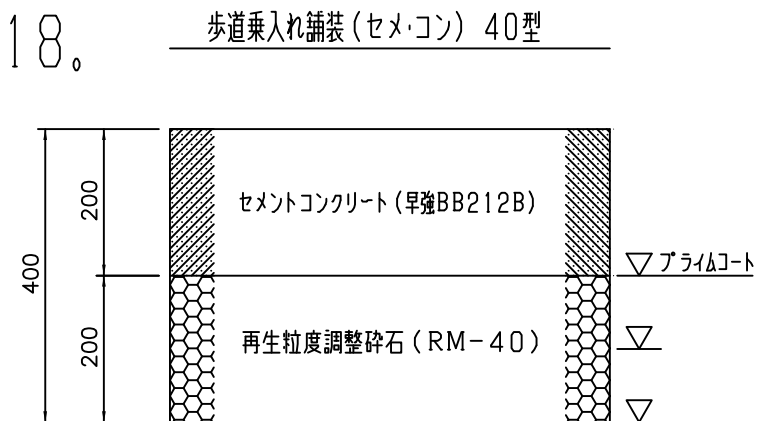 18。
歩道乗入れ舗装(セメ・コン) 40型
200
セメントコンクリート(早強BB212B)
プライムコート
400
200
再生粒度調整砕石(RM-40)